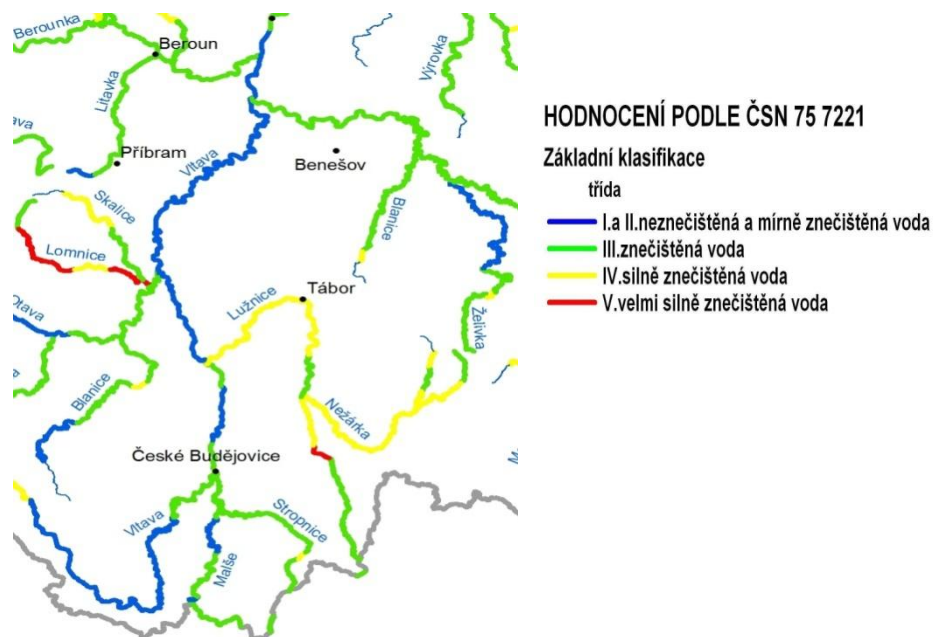 Berounka
Beroun
Litavka
ava
Příbram
Vltava
Benešov
Výrovka
Blanice
Skalice
Lomnice
Otava
Lužnice
Tábor
Želivka
Blanice
Nežárka
České Budějovice
Vltava
Stropnice
Malše
HODNOCENÍ PODLE ČSN 75 7221
Základní klasifikace
třída
I.a II.neznečištěná a mírně znečištěná voda
III.znečištěná voda
IV.silně znečištěná voda
V.velmi silně znečištěná voda